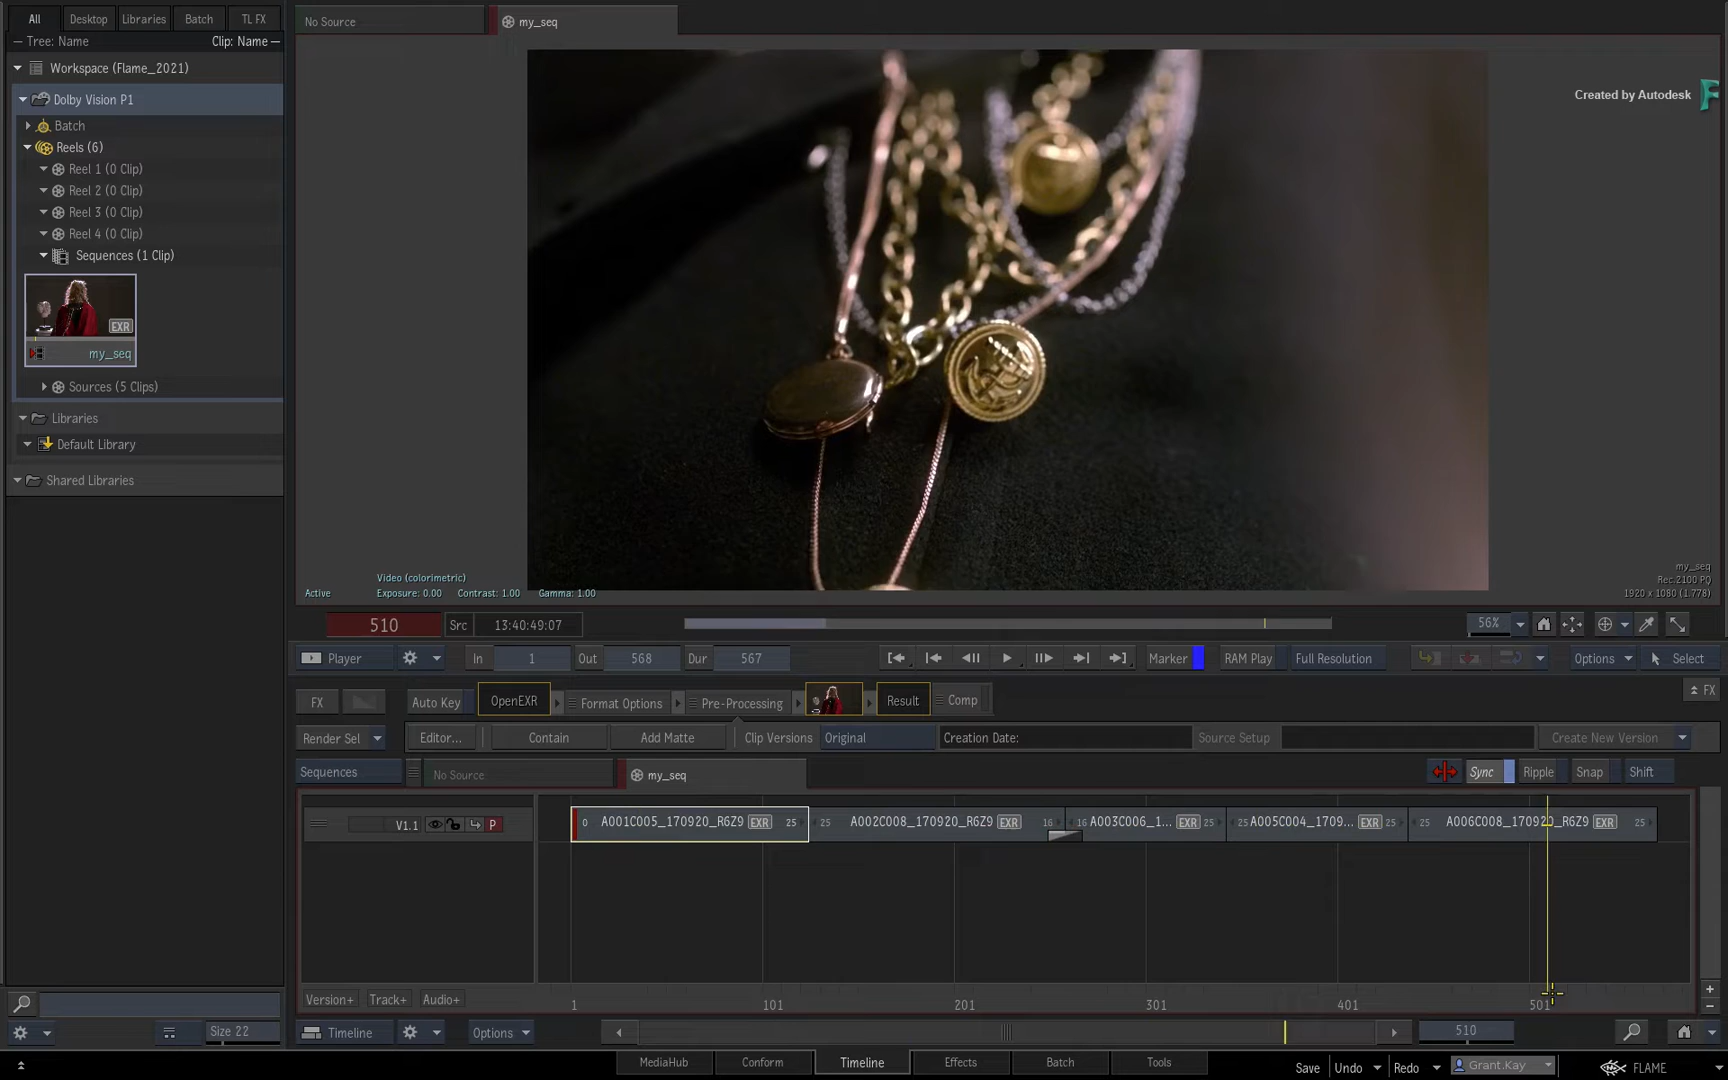 All Desktop Libraries Batch TL FX
Tree: Name Clip: Name
Workspace (Flame_2021)
Dolby Vision P1
Batch
Reels (6)
Reel 1 (0 Clip)
Reel 2 (0 Clip)
Reel 3 (0 Clip)
Reel 4 (0 Clip)
Sequences (1 Clip)
EXR
my_seq
Sources (5 Clips)
Libraries
Default Library
Shared Libraries
Size 22
No Source my_seq
Created by Autodesk
Video (colorimetric)
Active Exposure: 0.00 Contrast: 1.00 Gamma: 1.00
my_seq
Rec.2100 PQ
1920 x 1080 (1.778)
510 Src 13:40:49:07 56%
Player In 1 Out 568 Dur 567 Marker RAM Play Full Resolution Options Select
FX Auto Key OpenEXR Format Options Pre-Processing Result Comp FX
Render Sel Editor... Contain Add Matte Clip Versions Original Creation Date: Source Setup Create New Version
Sequences No Source my_seq Sync Ripple Snap Shift
V1.1 P 0 A001C005_170920_R6Z9 EXR 25 25 A002C008_170920_R6Z9 EXR 16 16 A003C006_1... EXR 25 25 A005C004_1709... EXR 25 25 A006C008_170920_R6Z9 EXR 25
Version+ Track+ Audio+ 1 101 201 301 401 501
Timeline Options 510
MediaHub Conform Timeline Effects Batch Tools Save Undo Redo Grant.Kay FLAME